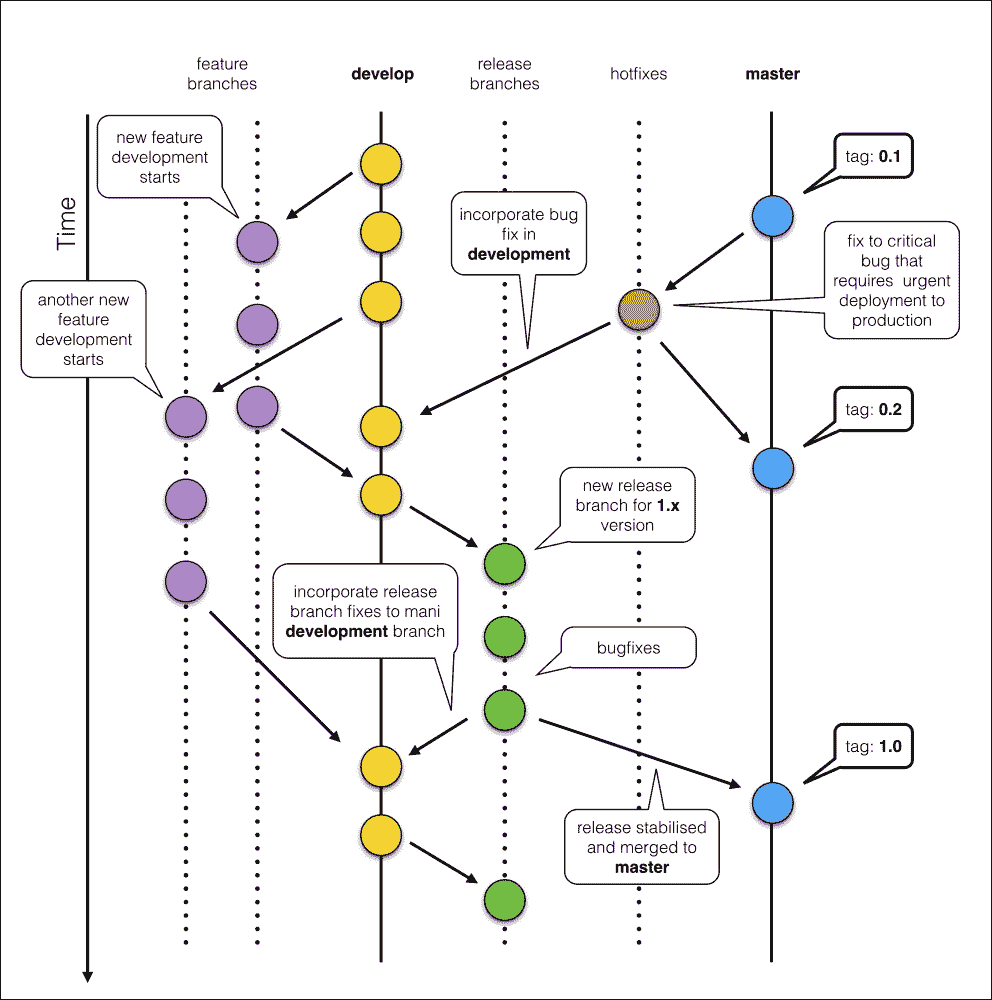 feature
branches
develop
release
branches
hotfixes
master
Time
new feature
development
starts
tag: 0.1
incorporate bug
fix in
development
fix to critical
bug that
requires urgent
deployment to
production
another new
feature
development
starts
tag: 0.2
new release
branch for 1.x
version
incorporate release
branch fixes to mani
development branch
bugfixes
tag: 1.0
release stabilised
and merged to
master